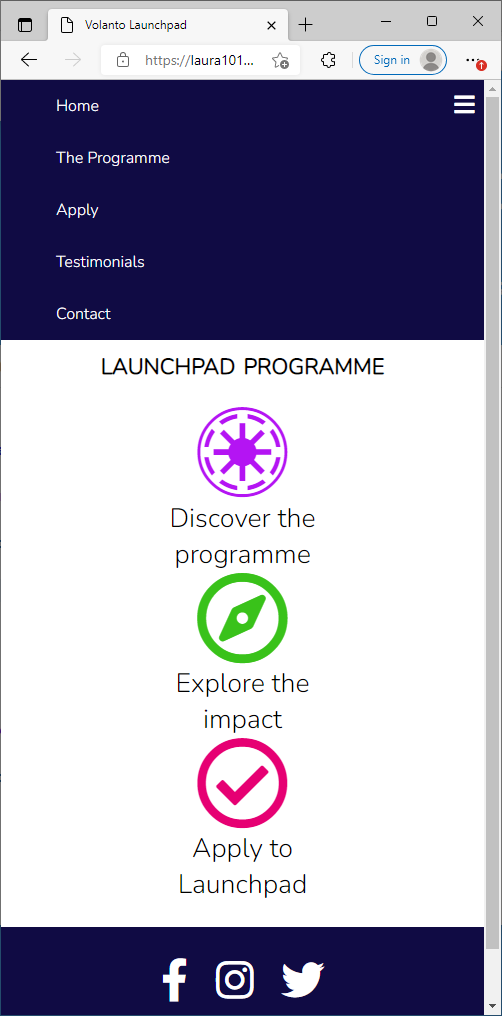 Volanto Launchpad
https://laura101...
Sign in
Home
The Programme
Apply
Testimonials
Contact
LAUNCHPAD PROGRAMME
Discover the
programme
Explore the
impact
Apply to
Launchpad